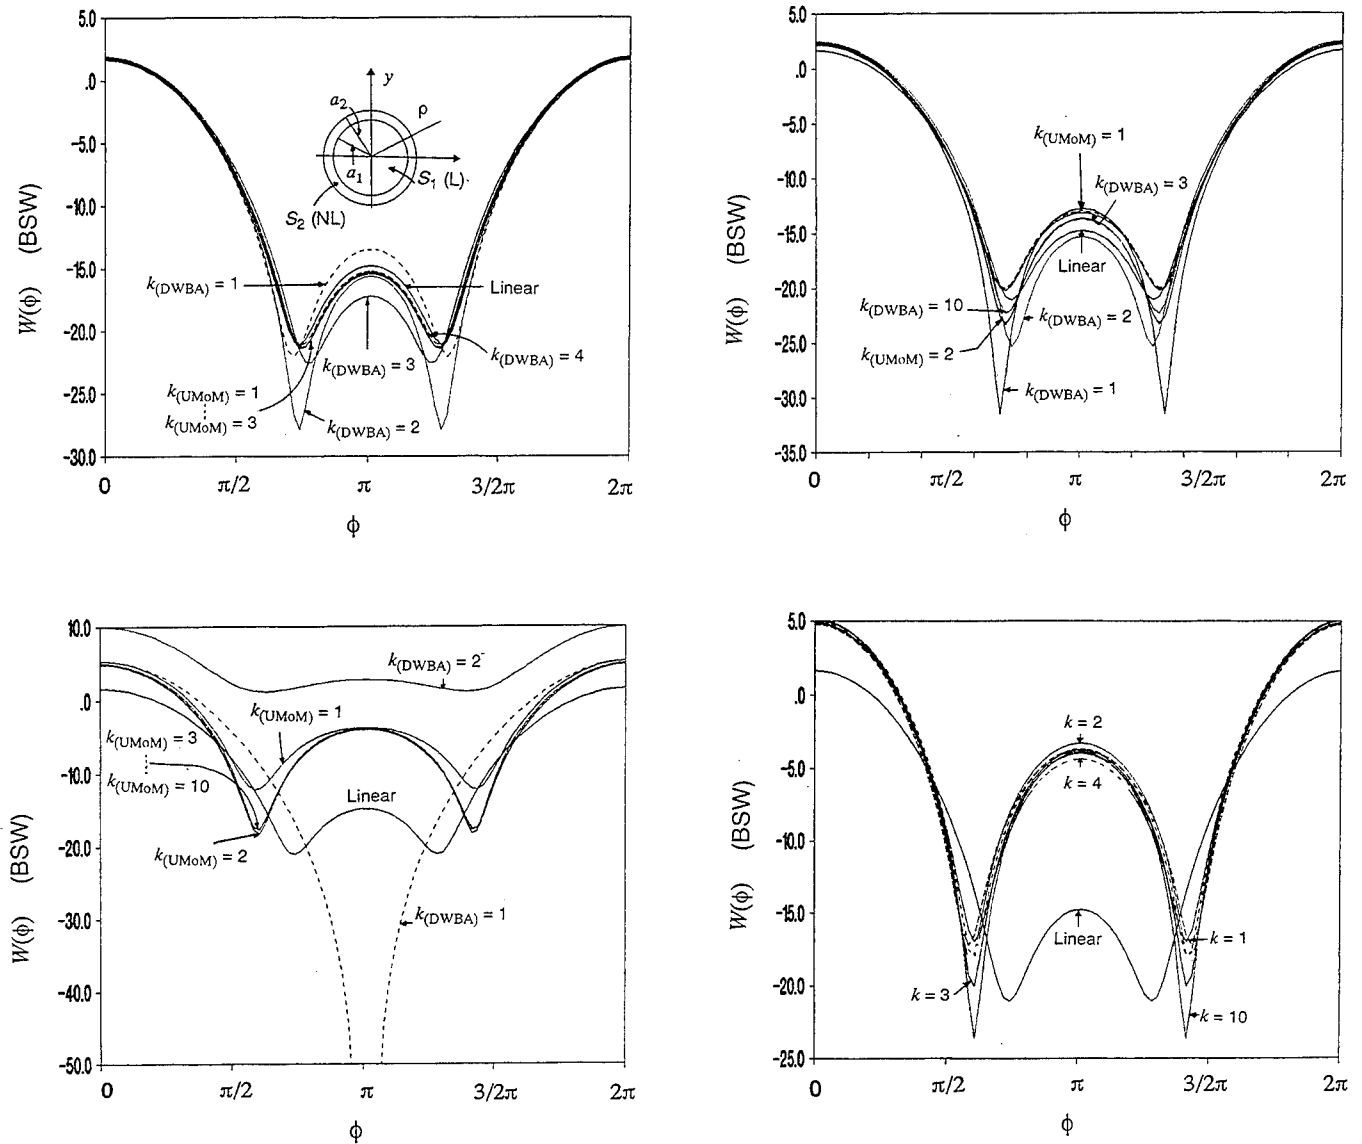 5.0
.0
-5.0
-10.0
-15.0
-20.0
-25.0
-30.0
W(φ) (BSW)
y
ρ
a2
a1
S1 (L)
S2 (NL)
k(DWBA) = 1
Linear
k(DWBA) = 3
k(DWBA) = 4
k(UMoM) = 1
k(UMoM) = 3
k(DWBA) = 2
0
π/2
π
3/2π
2π
φ
5.0
.0
-5.0
-10.0
-15.0
-20.0
-25.0
-30.0
-35.0
W(φ) (BSW)
k(UMoM) = 1
k(DWBA) = 3
Linear
k(DWBA) = 10
k(DWBA) = 2
k(UMoM) = 2
k(DWBA) = 1
0
π/2
π
3/2π
2π
φ
10.0
.0
-10.0
-20.0
-30.0
-40.0
-50.0
W(φ) (BSW)
k(DWBA) = 2
k(UMoM) = 1
k(UMoM) = 3
k(UMoM) = 10
Linear
k(UMoM) = 2
k(DWBA) = 1
0
π/2
π
3/2π
2π
φ
5.0
.0
-5.0
-10.0
-15.0
-20.0
-25.0
W(φ) (BSW)
k = 2
k = 4
Linear
k = 1
k = 3
k = 10
0
π/2
π
3/2π
2π
φ